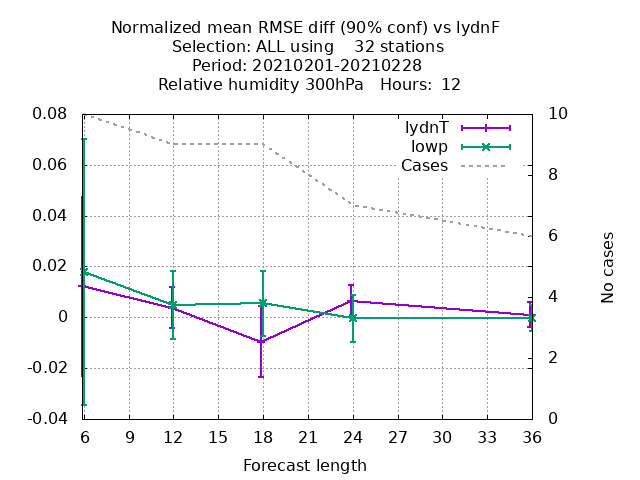 Normalized mean RMSE diff (90% conf) vs lydnF
Selection: ALL using    32 stations
Period: 20210201-20210228
Relative humidity 300hPa   Hours:  12
lydnT
lowp
Cases
0.08
0.06
0.04
0.02
0
-0.02
-0.04
10
8
6
4
2
0
No cases
6 9 12 15 18 21 24 27 30 33 36
Forecast length